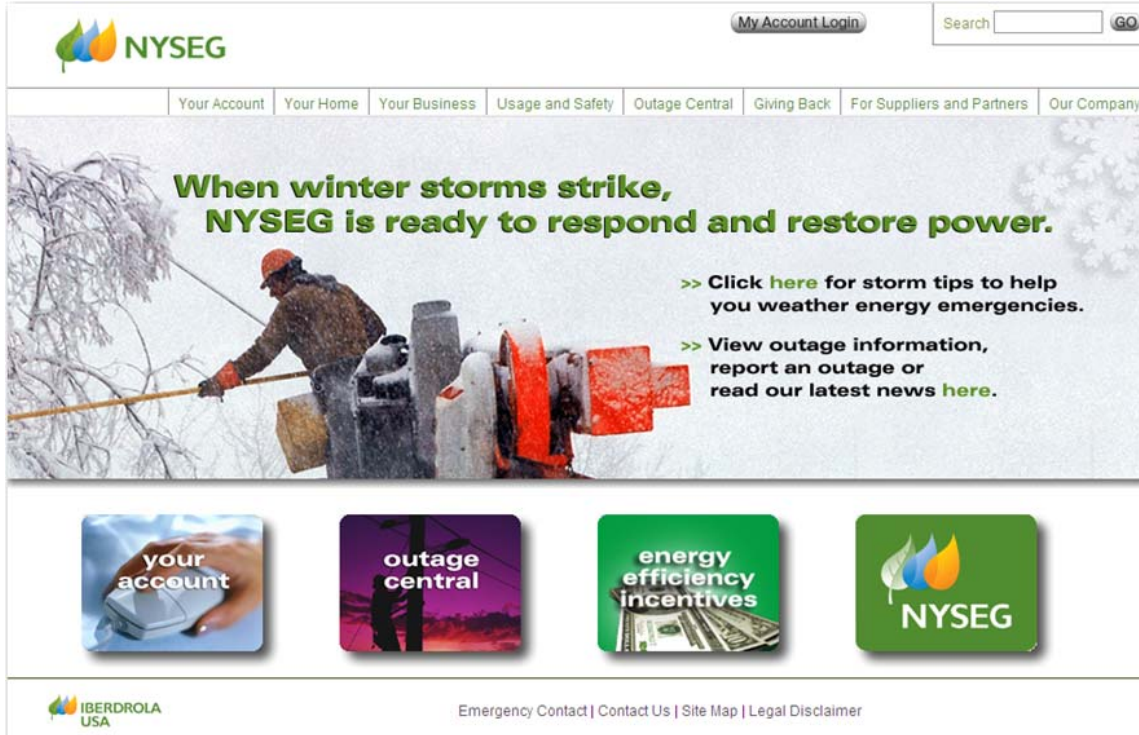 NYSEG
My Account Login
Search
GO
Your Account
Your Home
Your Business
Usage and Safety
Outage Central
Giving Back
For Suppliers and Partners
Our Company
When winter storms strike,
NYSEG is ready to respond and restore power.
>> Click here for storm tips to help
you weather energy emergencies.
>> View outage information,
report an outage or
read our latest news here.
your
account
outage
central
energy
efficiency
incentives
NYSEG
IBERDROLA
USA
Emergency Contact | Contact Us | Site Map | Legal Disclaimer